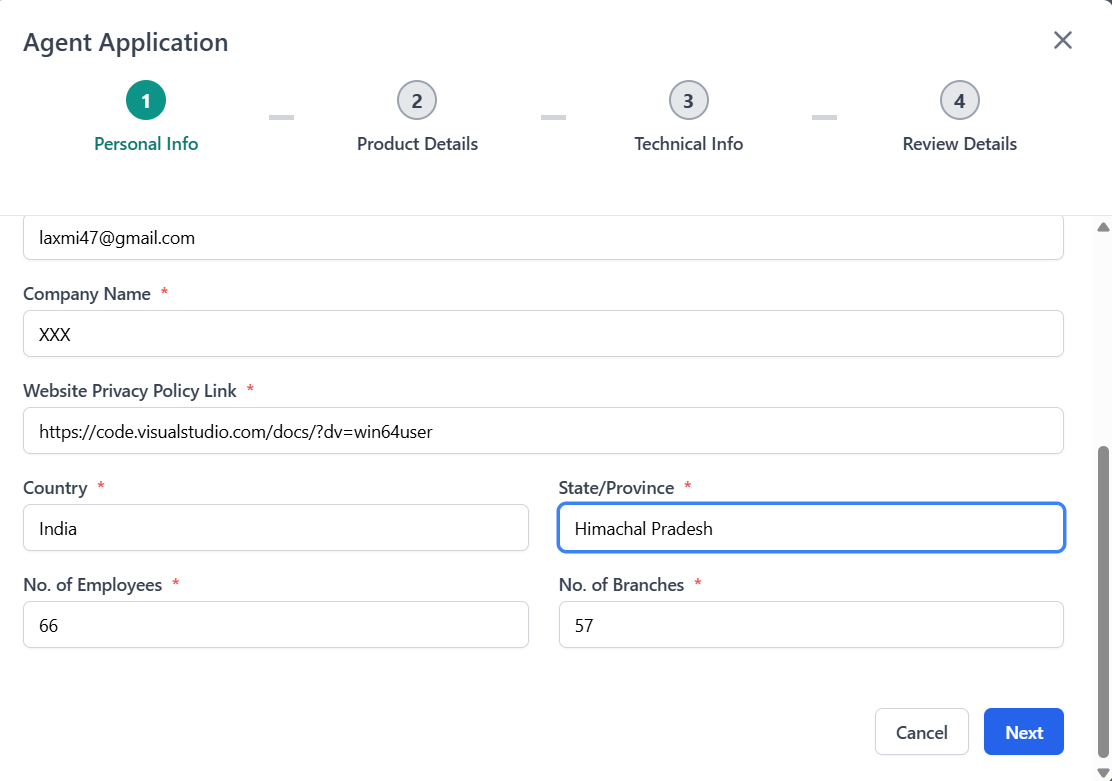 Agent Application
1 2 3 4
Personal Info Product Details Technical Info Review Details
laxmi47@gmail.com
Company Name *
XXX
Website Privacy Policy Link *
https://code.visualstudio.com/docs/?dv=win64user
Country * State/Province *
India Himachal Pradesh
No. of Employees * No. of Branches *
66 57
Cancel Next